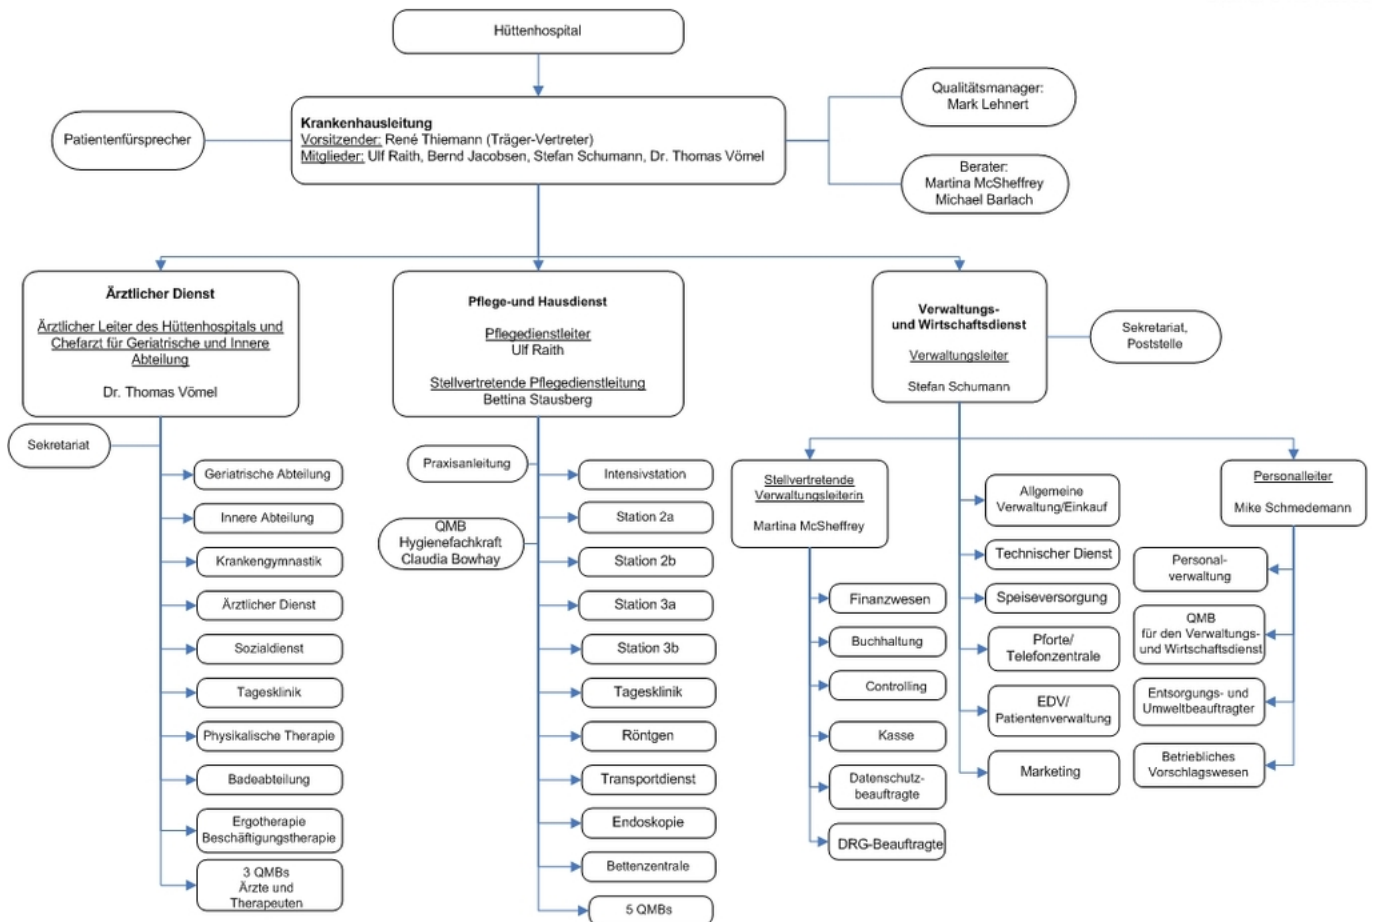 Hüttenhospital
Krankenhausleitung
Vorsitzender: René Thiemann (Träger-Vertreter)
Mitglieder: Ulf Raith, Bernd Jacobsen, Stefan Schumann, Dr. Thomas Vömel
Patientenfürsprecher
Qualitätsmanager:
Mark Lehnert
Berater:
Martina McSheffrey
Michael Barlach
Ärztlicher Dienst
Ärztlicher Leiter des Hüttenhospitals und
Chefarzt für Geriatrische und Innere
Abteilung
Dr. Thomas Vömel
Sekretariat
Geriatrische Abteilung
Innere Abteilung
Krankengymnastik
Ärztlicher Dienst
Sozialdienst
Tagesklinik
Physikalische Therapie
Badeabteilung
Ergotherapie
Beschäftigungstherapie
3 QMBs
Ärzte und
Therapeuten
Pflege-und Hausdienst
Pflegedienstleiter
Ulf Raith
Stellvertretende Pflegedienstleitung
Bettina Stausberg
Praxisanleitung
QMB
Hygienefachkraft
Claudia Bowhay
Intensivstation
Station 2a
Station 2b
Station 3a
Station 3b
Tagesklinik
Röntgen
Transportdienst
Endoskopie
Bettenzentrale
5 QMBs
Verwaltungs-
und Wirtschaftsdienst
Verwaltungsleiter
Stefan Schumann
Sekretariat,
Poststelle
Stellvertretende
Verwaltungsleiterin
Martina McSheffrey
Finanzwesen
Buchhaltung
Controlling
Kasse
Datenschutz-
beauftragte
DRG-Beauftragte
Allgemeine
Verwaltung/Einkauf
Technischer Dienst
Speiseversorgung
Pforte/
Telefonzentrale
EDV/
Patientenverwaltung
Marketing
Personalleiter
Mike Schmedemann
Personal-
verwaltung
QMB
für den Verwaltungs-
und Wirtschaftsdienst
Entsorgungs- und
Umweltbeauftragter
Betriebliches
Vorschlagswesen